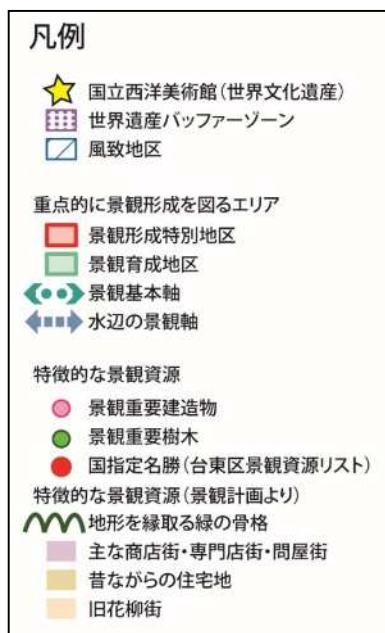 凡例
国立西洋美術館（世界文化遺産）
世界遺産バッファーゾーン
風致地区
重点的に景観形成を図るエリア
景観形成特別地区
景観育成地区
景観基本軸
水辺の景観軸
特徴的な景観資源
景観重要建造物
景観重要樹木
国指定名勝（台東区景観資源リスト）
特徴的な景観資源（景観計画より）
地形を縁取る緑の骨格
主な商店街・専門店街・問屋街
昔ながらの住宅地
旧花柳街